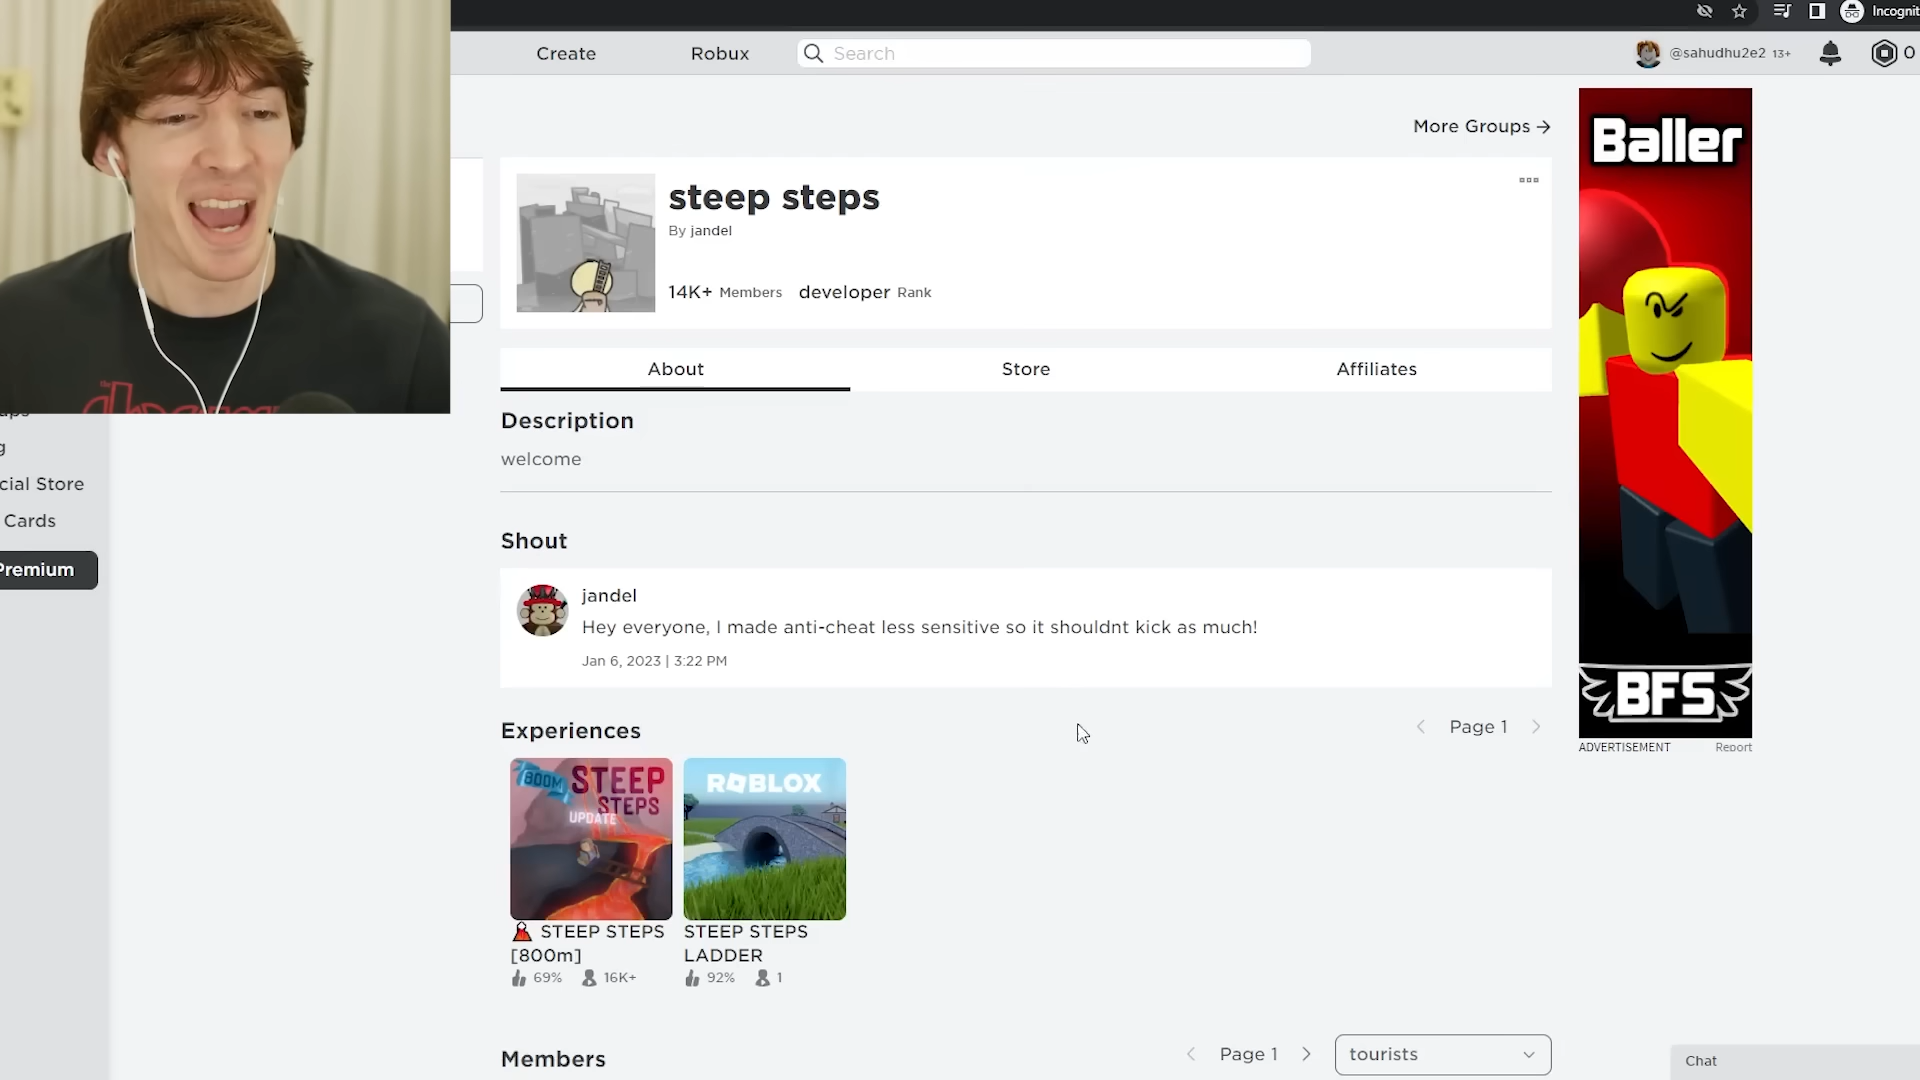 Incognit
Create
Robux
Search
@sahudhu2e2 13+
0
More Groups →
Baller
steep steps
By jandel
14K+ Members developer Rank
About
Store
Affiliates
Description
welcome
cial Store
Cards
Premium
Shout
jandel
Hey everyone, I made anti-cheat less sensitive so it shouldnt kick as much!
Jan 6, 2023 | 3:22 PM
BFS
ADVERTISEMENT
Report
Experiences
Page 1
800M STEEP
STEPS
UPDATE
ROBLOX
STEEP STEPS
[800m]
69% 16K+
STEEP STEPS
LADDER
92% 1
Members
Page 1
tourists
Chat